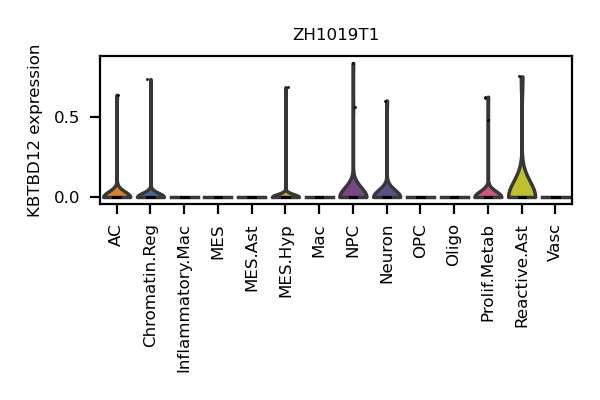 ZH1019T1
KBTBD12 expression
0.5
0.0
AC
Chromatin.Reg
Inflammatory.Mac
MES
MES.Ast
MES.Hyp
Mac
NPC
Neuron
OPC
Oligo
Prolif.Metab
Reactive.Ast
Vasc